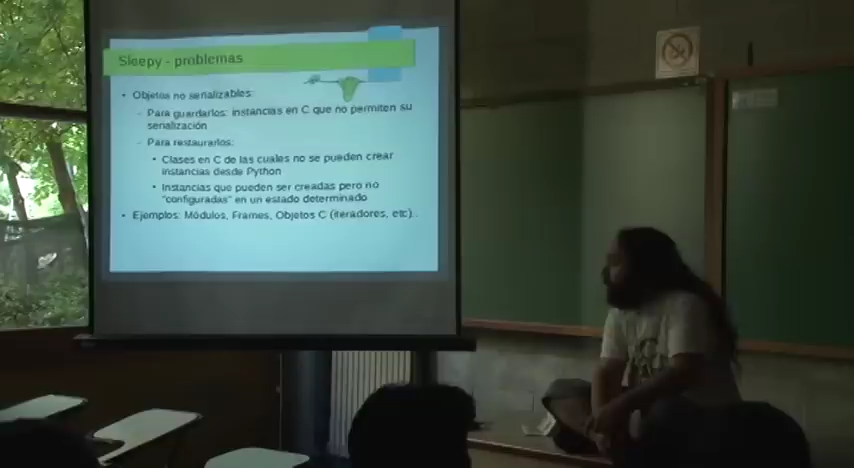 Sleepy - problemas
• Objetos no serializables:
– Para guardarlos: instancias en C que no permiten su
serialización
– Para restaurarlos:
• Clases en C de las cuales no se pueden crear
instancias desde Python
• Instancias que pueden ser creadas pero no
"configuradas" en un estado determinado
• Ejemplos: Módulos, Frames, Objetos C (iteradores, etc)..